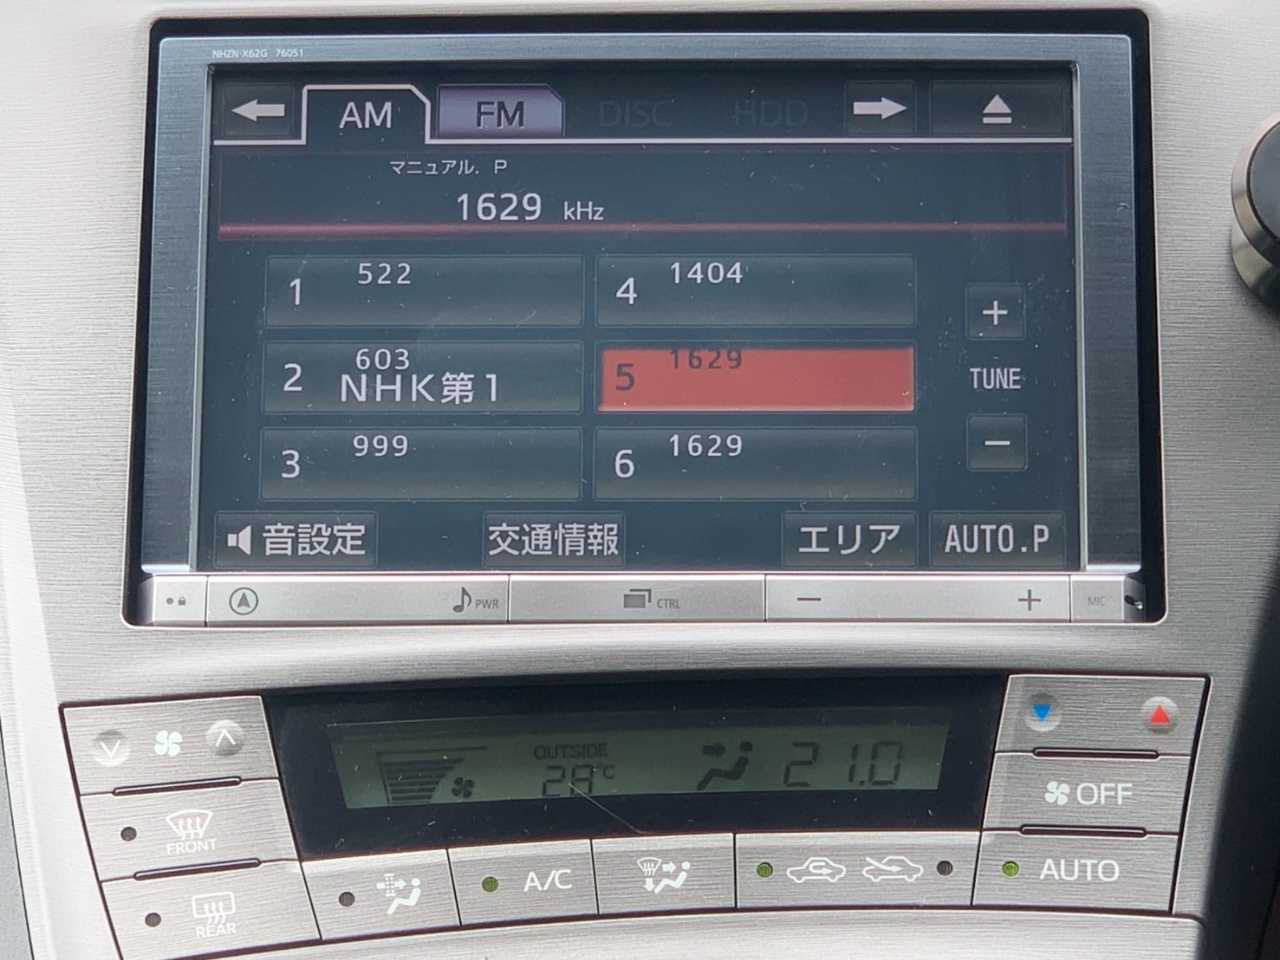 NHZN-X62G 76051
AM FM DISC HDD
マニュアル. P
1629 kHz
1 522
4 1404
2 603
NHK第1
5 1629
3 999
6 1629
+
TUNE
−
音設定 交通情報 エリア AUTO.P
PWR CTRL − + MIC
OUTSIDE
28°C
21.0
OFF
FRONT
A/C
AUTO
REAR